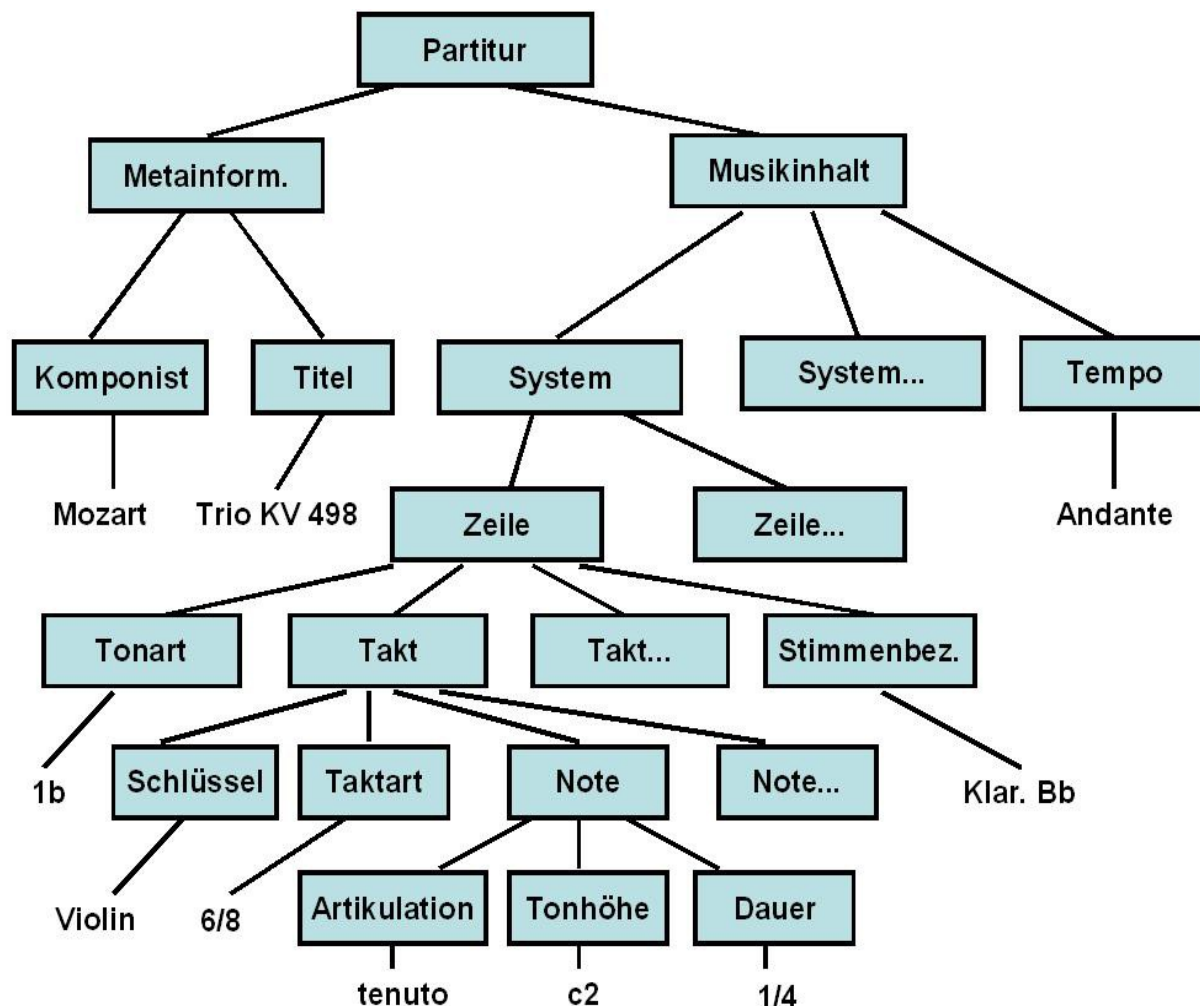 Partitur
Metainform.
Musikinhalt
Komponist
Titel
System
System...
Tempo
Mozart
Trio KV 498
Zeile
Zeile...
Andante
Tonart
Takt
Takt...
Stimmenbez.
1b
Schlüssel
Taktart
Note
Note...
Klar. Bb
Violin
6/8
Artikulation
Tonhöhe
Dauer
tenuto
c2
1/4